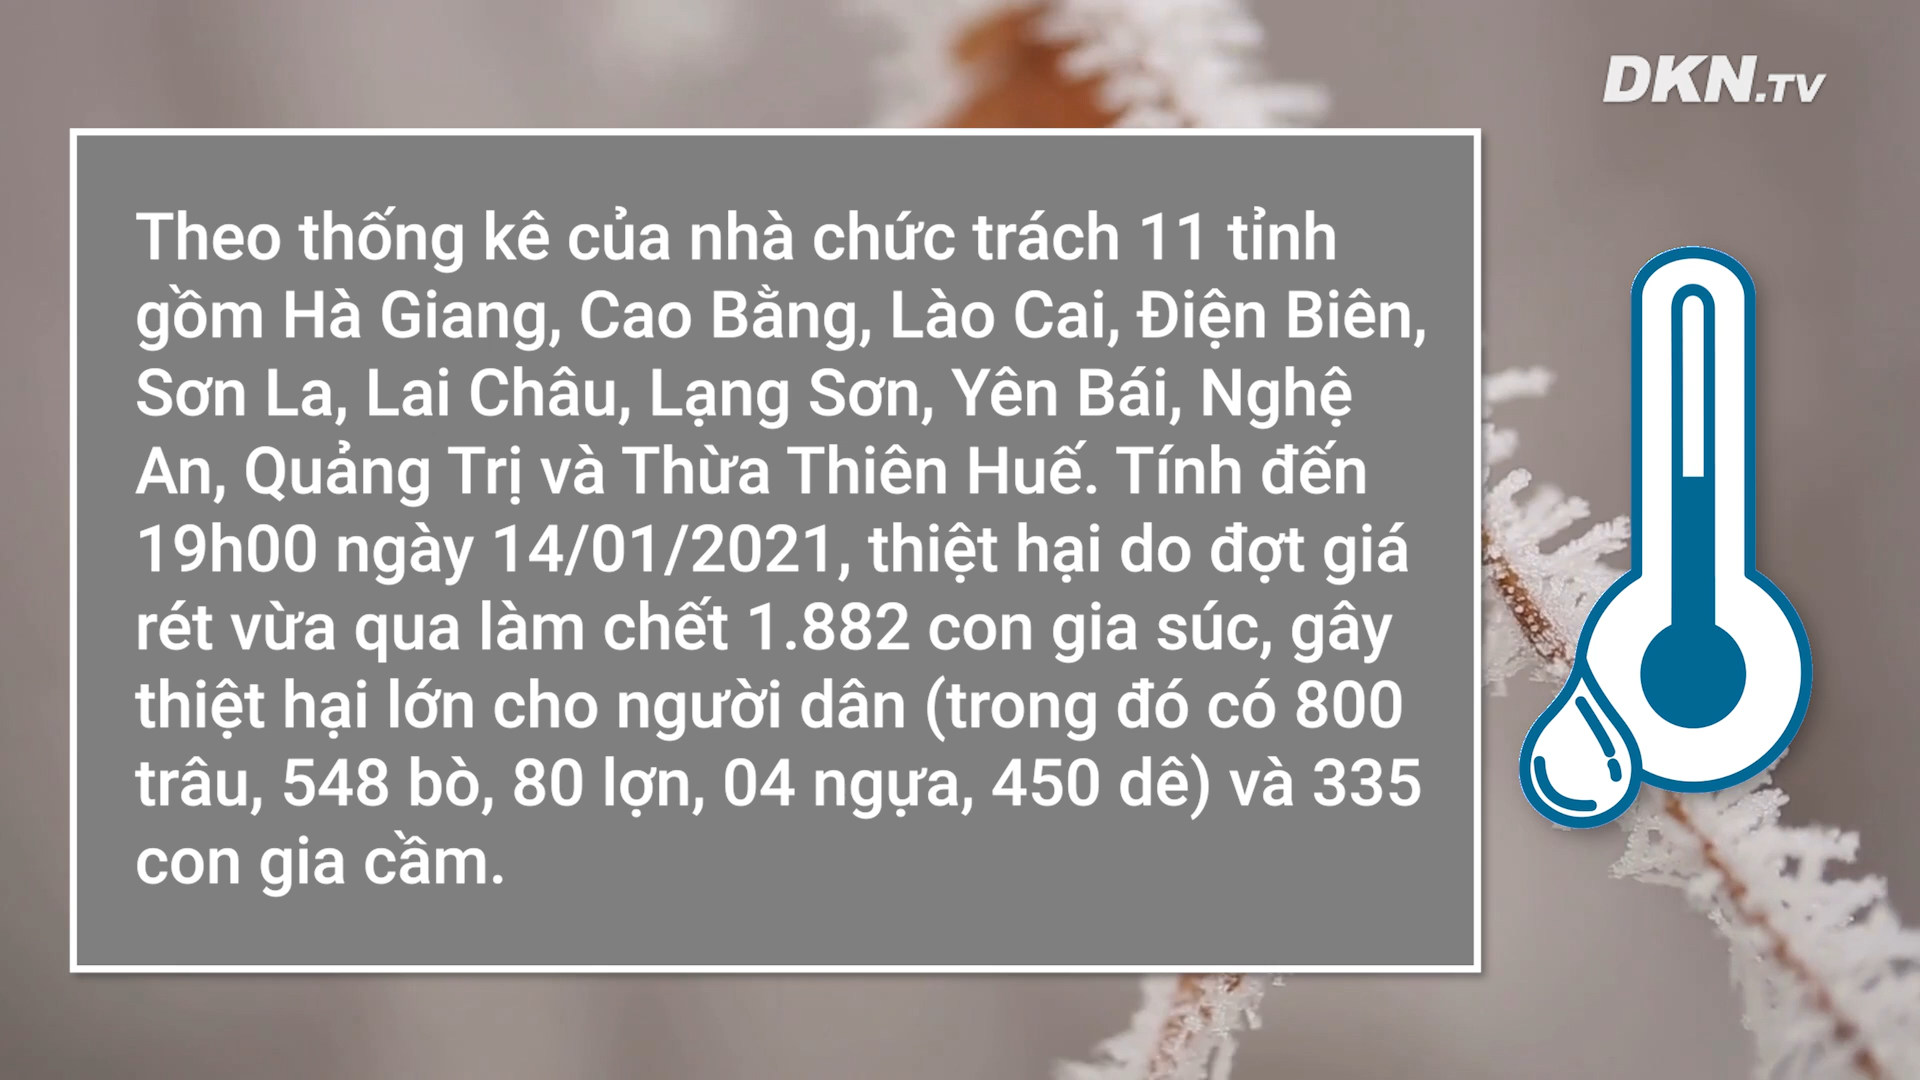 DKN.TV
Theo thống kê của nhà chức trách 11 tỉnh
gồm Hà Giang, Cao Bằng, Lào Cai, Điện Biên,
Sơn La, Lai Châu, Lạng Sơn, Yên Bái, Nghệ
An, Quảng Trị và Thừa Thiên Huế. Tính đến
19h00 ngày 14/01/2021, thiệt hại do đợt giá
rét vừa qua làm chết 1.882 con gia súc, gây
thiệt hại lớn cho người dân (trong đó có 800
trâu, 548 bò, 80 lợn, 04 ngựa, 450 dê) và 335
con gia cầm.